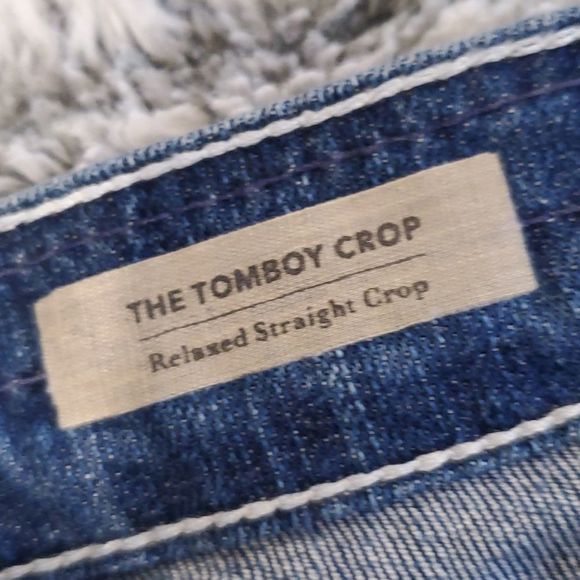 THE TOMBOY CROP
Relaxed Straight Crop